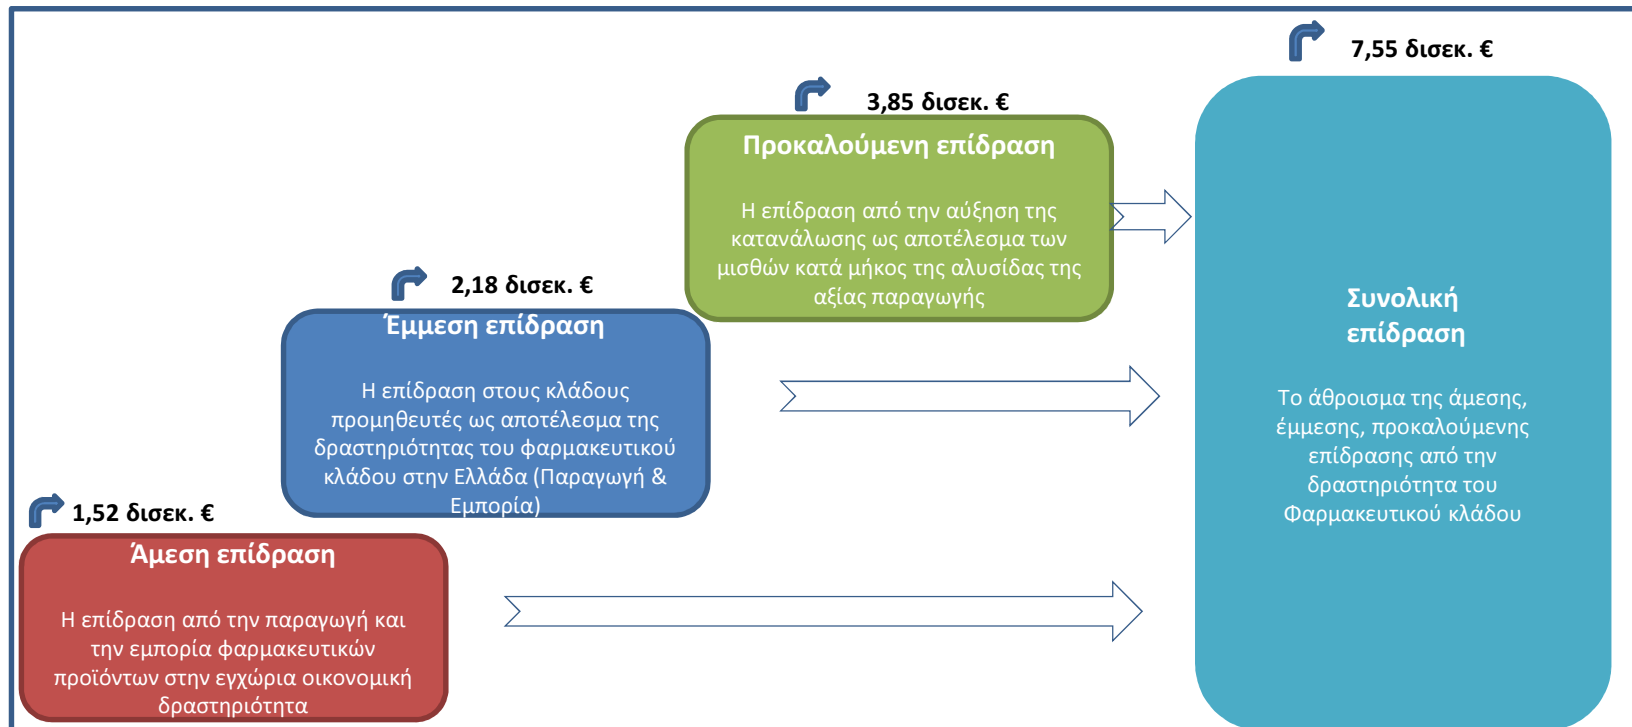 7,55 δισεκ. €
3,85 δισεκ. €
Προκαλούμενη επίδραση
Η επίδραση από την αύξηση της
κατανάλωσης ως αποτέλεσμα των
μισθών κατά μήκος της αλυσίδας της
αξίας παραγωγής
2,18 δισεκ. €
Έμμεση επίδραση
Η επίδραση στους κλάδους
προμηθευτές ως αποτέλεσμα της
δραστηριότητας του φαρμακευτικού
κλάδου στην Ελλάδα (Παραγωγή &
Εμπορία)
1,52 δισεκ. €
Άμεση επίδραση
Η επίδραση από την παραγωγή και
την εμπορία φαρμακευτικών
προϊόντων στην εγχώρια οικονομική
δραστηριότητα
Συνολική
επίδραση
Το άθροισμα της άμεσης,
έμμεσης, προκαλούμενης
επίδρασης από την
δραστηριότητα του
Φαρμακευτικού κλάδου